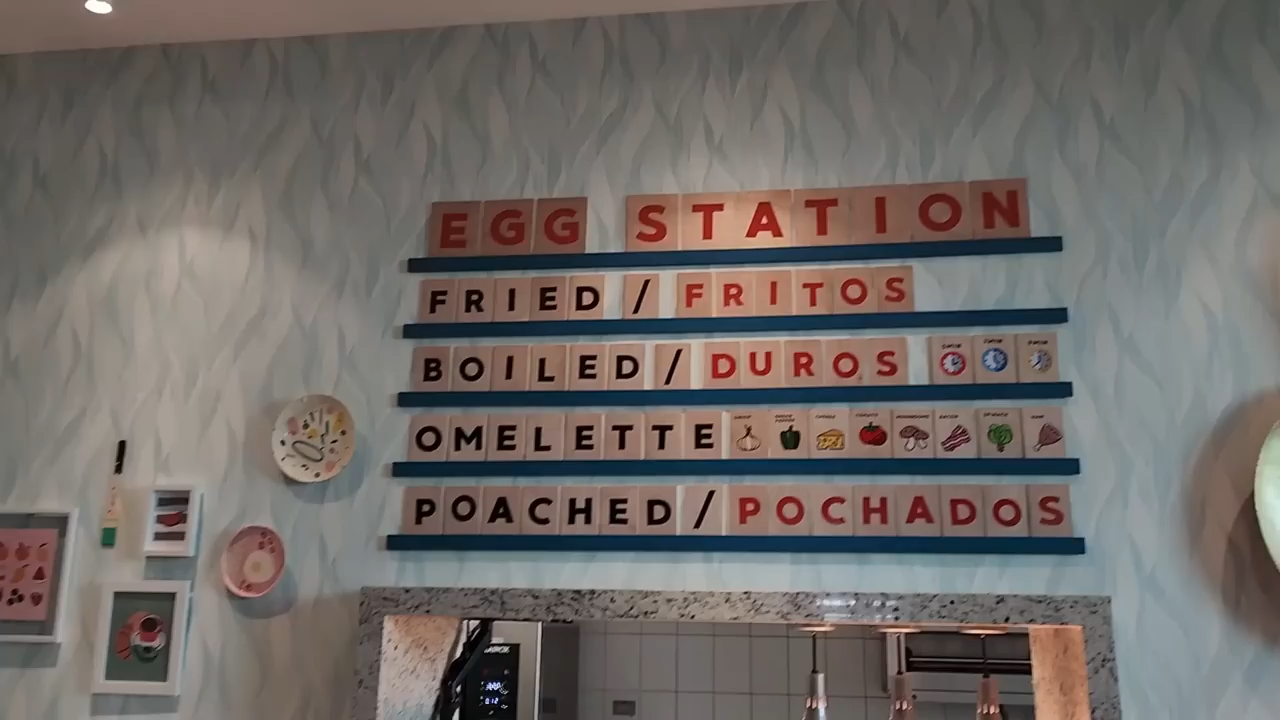 EGG STATION
FRIED / FRITOS
BOILED / DUROS
OMELETTE
POACHED / POCHADOS